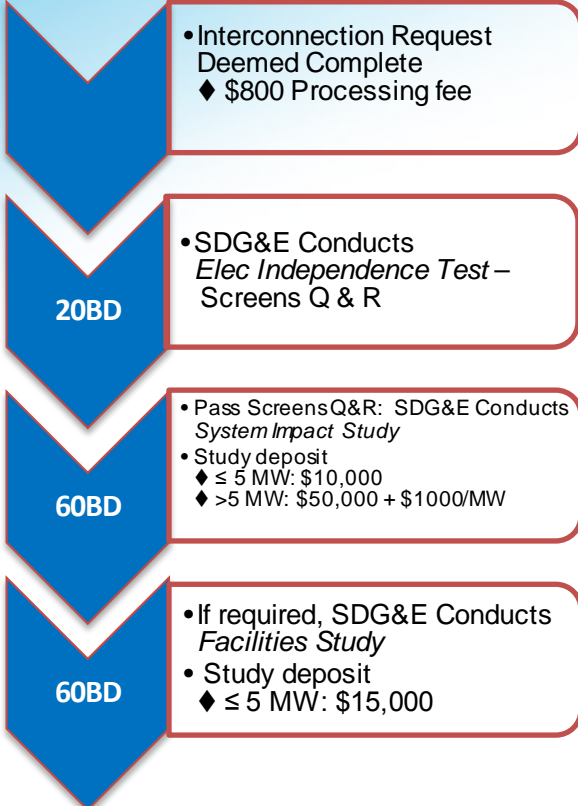 •Interconnection Request
Deemed Complete
♦ $800 Processing fee
20BD
•SDG&E Conducts
Elec Independence Test –
Screens Q & R
60BD
• Pass Screens Q&R: SDG&E Conducts
System Impact Study
• Study deposit
♦ ≤ 5 MW: $10,000
♦ >5 MW: $50,000 + $1000/MW
60BD
•If required, SDG&E Conducts
Facilities Study
• Study deposit
♦ ≤ 5 MW: $15,000